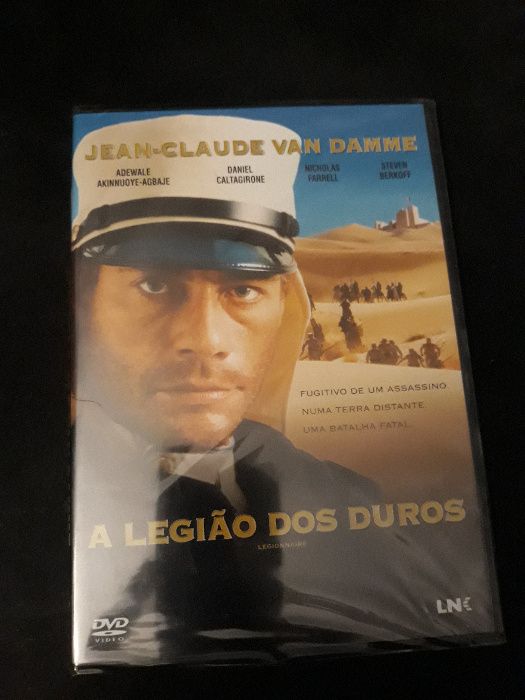 JEAN-CLAUDE VAN DAMME
ADEWALE AKINNUOYE-AGBAJE
DANIEL CALTAGIRONE
NICHOLAS FARRELL
STEVEN BERKOFF
FUGITIVO DE UM ASSASSINO.
NUMA TERRA DISTANTE.
UMA BATALHA FATAL.
A LEGIÃO DOS DUROS
LEGIONNAIRE
DVD
VIDEO
LNK